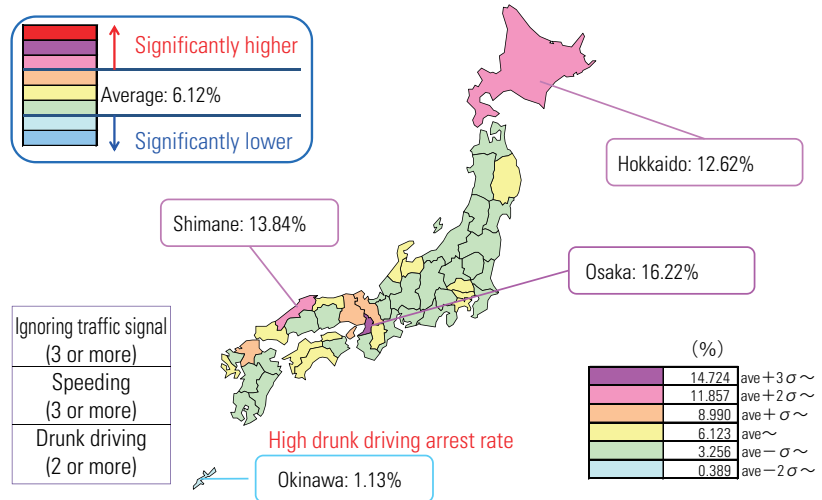 Significantly higher
Average: 6.12%
Significantly lower
Hokkaido: 12.62%
Shimane: 13.84%
Osaka: 16.22%
Ignoring traffic signal
(3 or more)
Speeding
(3 or more)
Drunk driving
(2 or more)
High drunk driving arrest rate
Okinawa: 1.13%
(%)
14.724 ave+3σ～
11.857 ave+2σ～
8.990 ave+σ～
6.123 ave～
3.256 ave−σ～
0.389 ave−2σ～